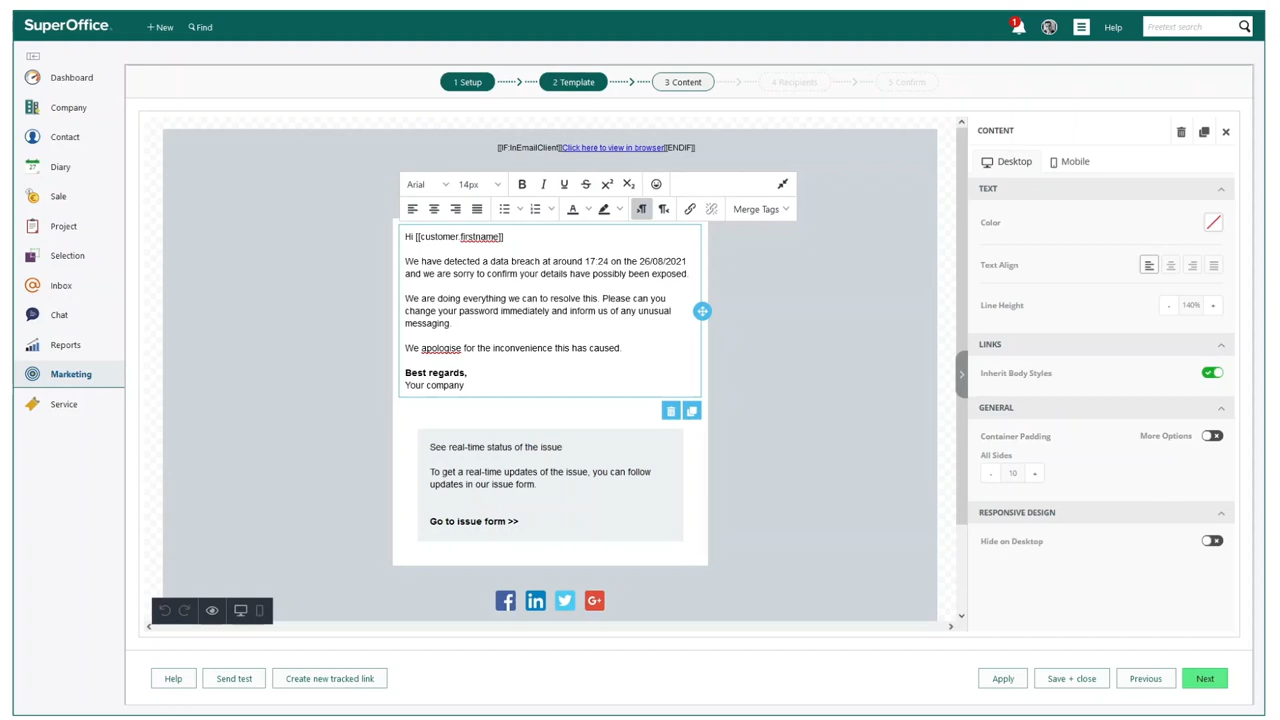 SuperOffice
+ New
Find
1
Help
Freetext search
Dashboard
Company
Contact
27
Diary
Sale
Project
Selection
Inbox
Chat
Reports
Marketing
Service
1 Setup
2 Template
3 Content
4 Recipients
5 Confirm
[[IF:InEmailClient]]Click here to view in browser[[ENDIF]]
Arial
14px
B I U S X² X₂
A
Merge Tags
Hi [[customer.firstname]]
We have detected a data breach at around 17:24 on the 26/08/2021
and we are sorry to confirm your details have possibly been exposed.
We are doing everything we can to resolve this. Please can you
change your password immediately and inform us of any unusual
messaging.
We apologise for the inconvenience this has caused.
Best regards,
Your company
See real-time status of the issue
To get a real-time updates of the issue, you can follow
updates in our issue form.
Go to issue form >>
f in G+
CONTENT
Desktop
Mobile
TEXT
Color
Text Align
Line Height
- 140% +
LINKS
Inherit Body Styles
GENERAL
Container Padding
More Options
All Sides
- 10 +
RESPONSIVE DESIGN
Hide on Desktop
Help
Send test
Create new tracked link
Apply
Save + close
Previous
Next